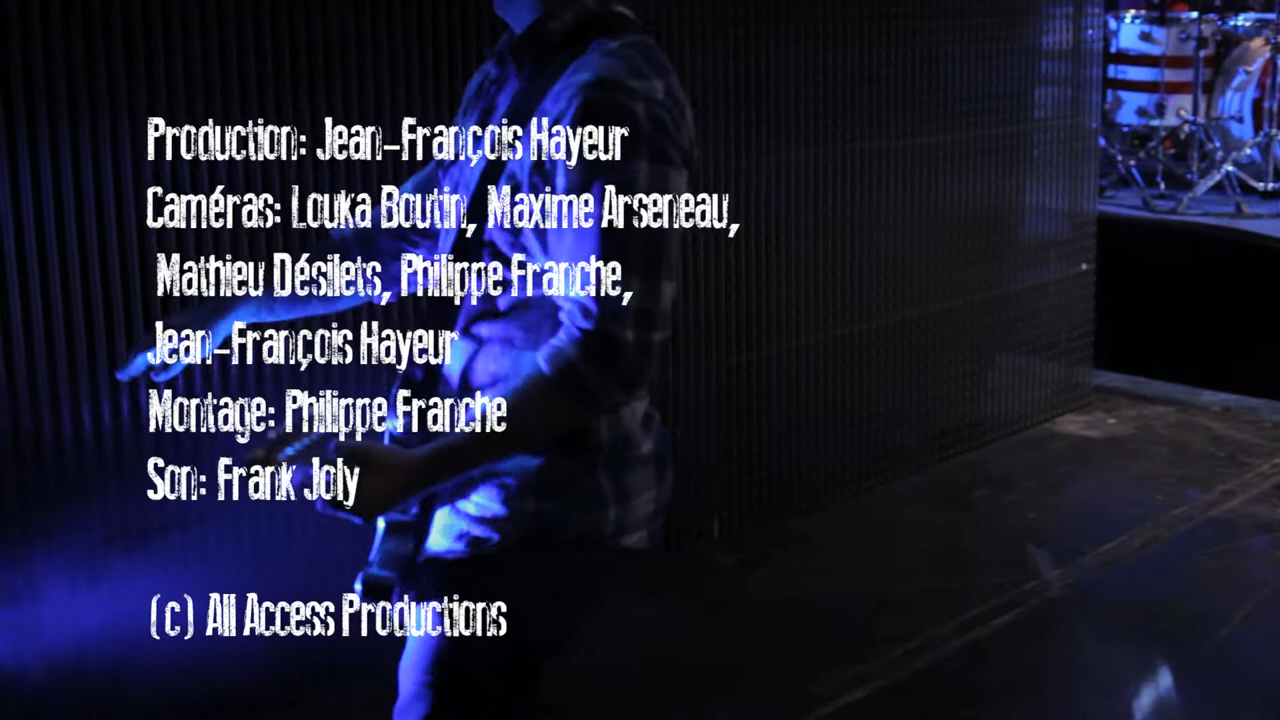 Production: Jean-François Hayeur
Caméras: Louka Boutin, Maxime Arseneau,
Mathieu Désilets, Philippe Franche,
Jean-François Hayeur
Montage: Philippe Franche
Son: Frank Joly
(c) All Access Productions